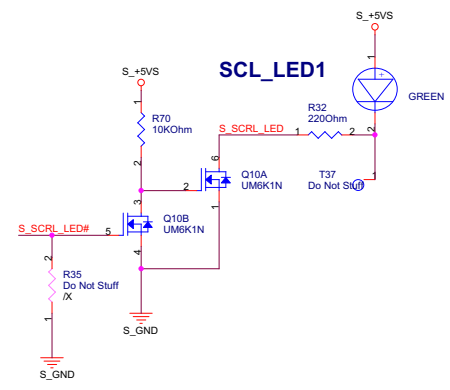 S_+5VS
S_+5VS
SCL_LED1
1
1
+
GREEN
R70
10KOhm
R32
220Ohm
S_SCRL_LED
1
2
2
2
6
T37
1
Do Not Stuff
Q10A
UM6K1N
2
3
1
Q10B
UM6K1N
S_SCRL_LED#
5
4
2
R35
Do Not Stuff
/X
1
S_GND
S_GND